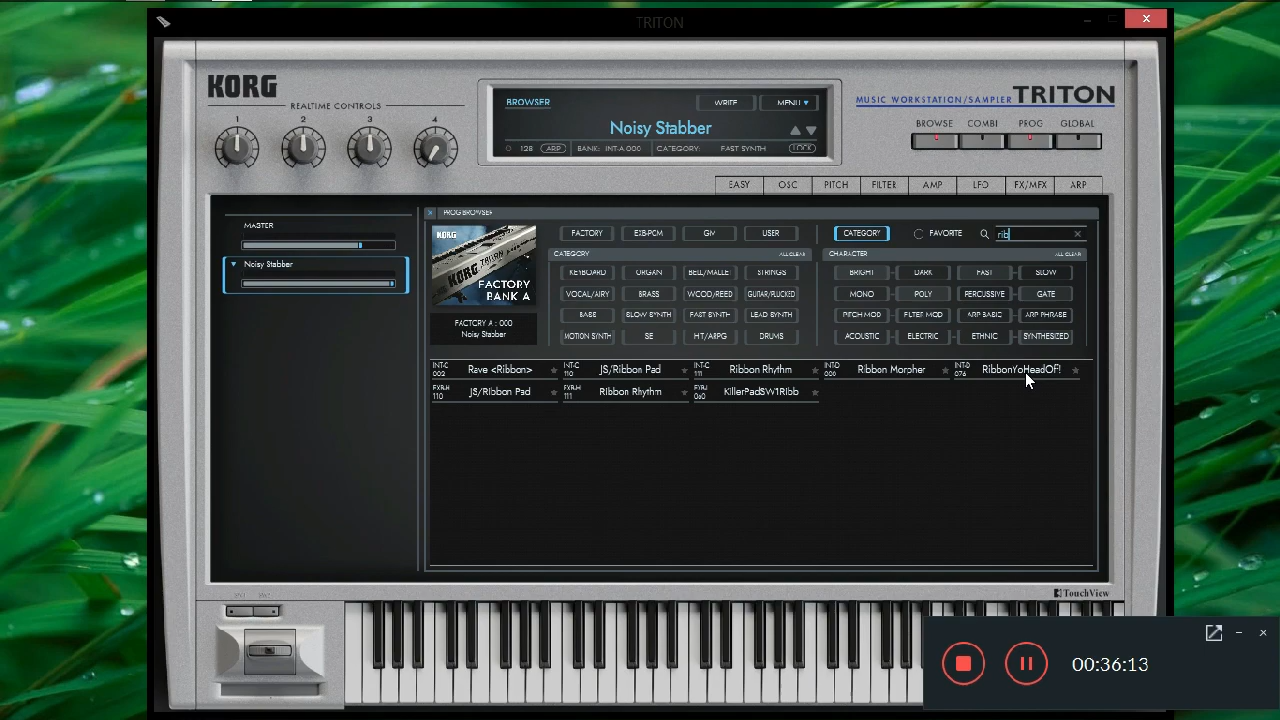 TRITON
KORG
REALTIME CONTROLS
1 2 3 4
BROWSER WRITE MENU
Noisy Stabber
128 ARP BANK: INT-A 000 CATEGORY: FAST SYNTH LOCK
MUSIC WORKSTATION/SAMPLER TRITON
BROWSE COMBI PROG GLOBAL
EASY OSC PITCH FILTER AMP LFO FX/MFX ARP
MASTER
Noisy Stabber
PROG BROWSER
KORG
KORG TRITON
FACTORY
BANK A
FACTORY A : 000
Noisy Stabber
FACTORY EXB-PCM GM USER CATEGORY FAVORITE rib
CATEGORY ALL CLEAR CHARACTER ALL CLEAR
KEYBOARD ORGAN BELL/MALLE STRINGS BRIGHT DARK FAST SLOW
VOCAL/AIRY BRASS WOOD/REED GUITAR/PLUCKED MONO POLY PERCUSSIVE GATE
BASS SLOW SYNTH FAST SYNTH LEAD SYNTH PITCH MOD FILTER MOD ARP BASIC ARP PHRASE
MOTION SYNTH SE HIT/ARPG DRUMS ACOUSTIC ELECTRIC ETHNIC SYNTHESIZED
INT-C 002 Rave <Ribbon> INT-C 110 JS/Ribbon Pad INT-C 111 Ribbon Rhythm INT-D Ribbon Morpher INT-D 076 RibbonYoHeadOF!
EXB-H 110 JS/Ribbon Pad EXB-H 111 Ribbon Rhythm KillerPadSW1Ribb
TouchView
SW1 SW2
00:36:13